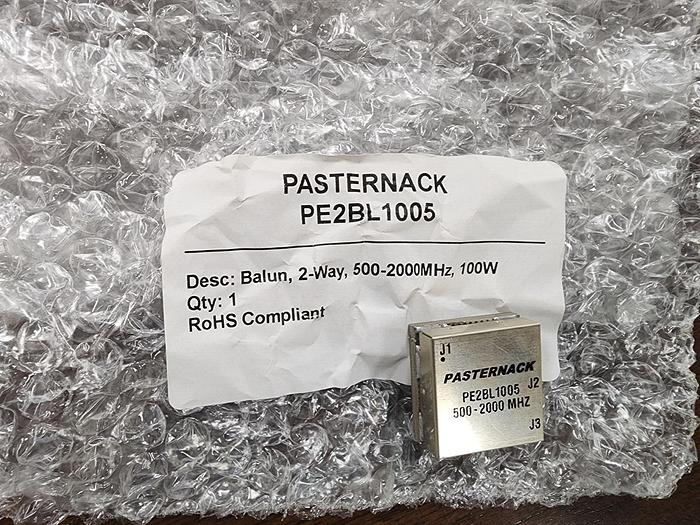 PASTERNACK
PE2BL1005
Desc: Balun, 2-Way, 500-2000MHz, 100W
Qty: 1
RoHS Compliant
J1
PASTERNACK
PE2BL1005
J2
500-2000 MHZ
J3